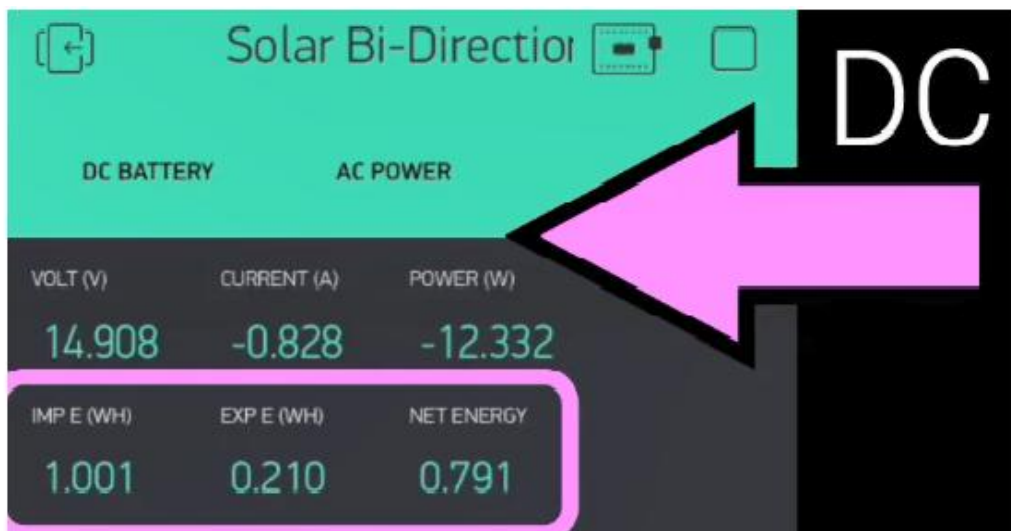 Solar Bi-Direction
DC
DC BATTERY AC POWER
VOLT (V) CURRENT (A) POWER (W)
14.908 -0.828 -12.332
IMP E (WH) EXP E (WH) NET ENERGY
1.001 0.210 0.791